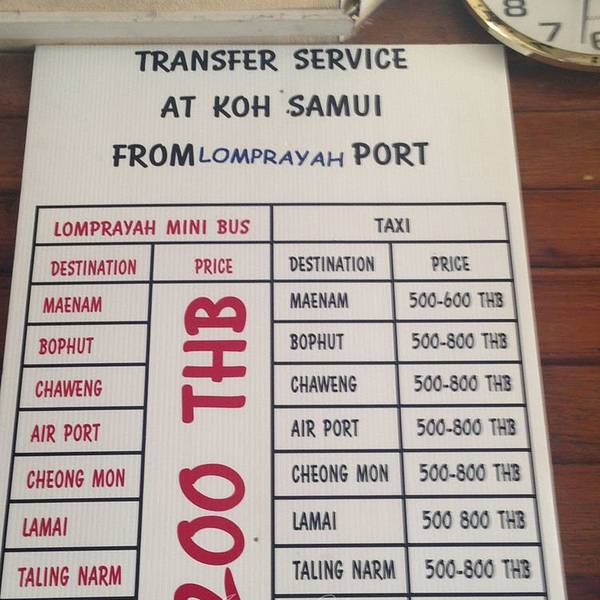 TRANSFER SERVICE
AT KOH SAMUI
FROM LOMPRAYAH PORT
LOMPRAYAH MINI BUS TAXI
DESTINATION PRICE DESTINATION PRICE
MAENAM MAENAM 500-600 THB
BOPHUT BOPHUT 500-800 THB
CHAWENG CHAWENG 500-800 THB
AIR PORT AIR PORT 500-800 THB
CHEONG MON CHEONG MON 500-800 THB
LAMAI LAMAI 500 800 THB
TALING NARM TALING NARM 500-800 THB
200 THB
8
7
6